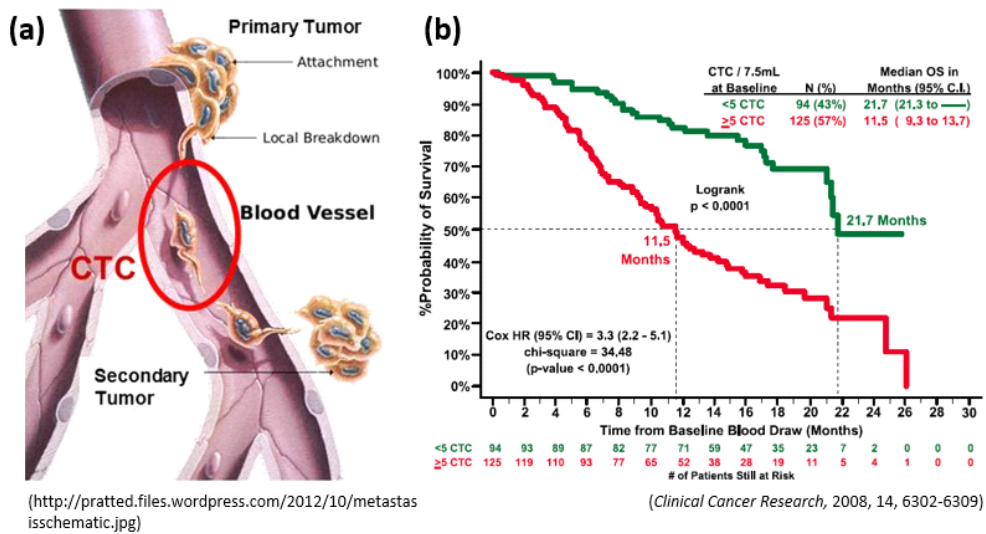 (a)
Primary Tumor
Attachment
Local Breakdown
Blood Vessel
CTC
Secondary
Tumor
(http://pratted.files.wordpress.com/2012/10/metastas
isschematic.jpg)
(b)
CTC / 7.5mL at Baseline N (%) Median OS in Months (95% C.I.)
<5 CTC 94 (43%) 21.7 (21.3 to ——)
≥5 CTC 125 (57%) 11.5 ( 9.3 to 13.7)
%Probability of Survival
100%
90%
80%
70%
60%
50%
40%
30%
20%
10%
0%
Logrank
p < 0.0001
21.7 Months
11.5
Months
Cox HR (95% CI) = 3.3 (2.2 - 5.1)
chi-square = 34.48
(p-value < 0.0001)
0 2 4 6 8 10 12 14 16 18 20 22 24 26 28 30
Time from Baseline Blood Draw (Months)
<5 CTC 94 93 89 87 82 77 71 59 47 35 23 7 2 0 0 0
≥5 CTC 125 119 110 93 77 65 52 38 28 19 11 5 4 1 0 0
# of Patients Still at Risk
(Clinical Cancer Research, 2008, 14, 6302-6309)